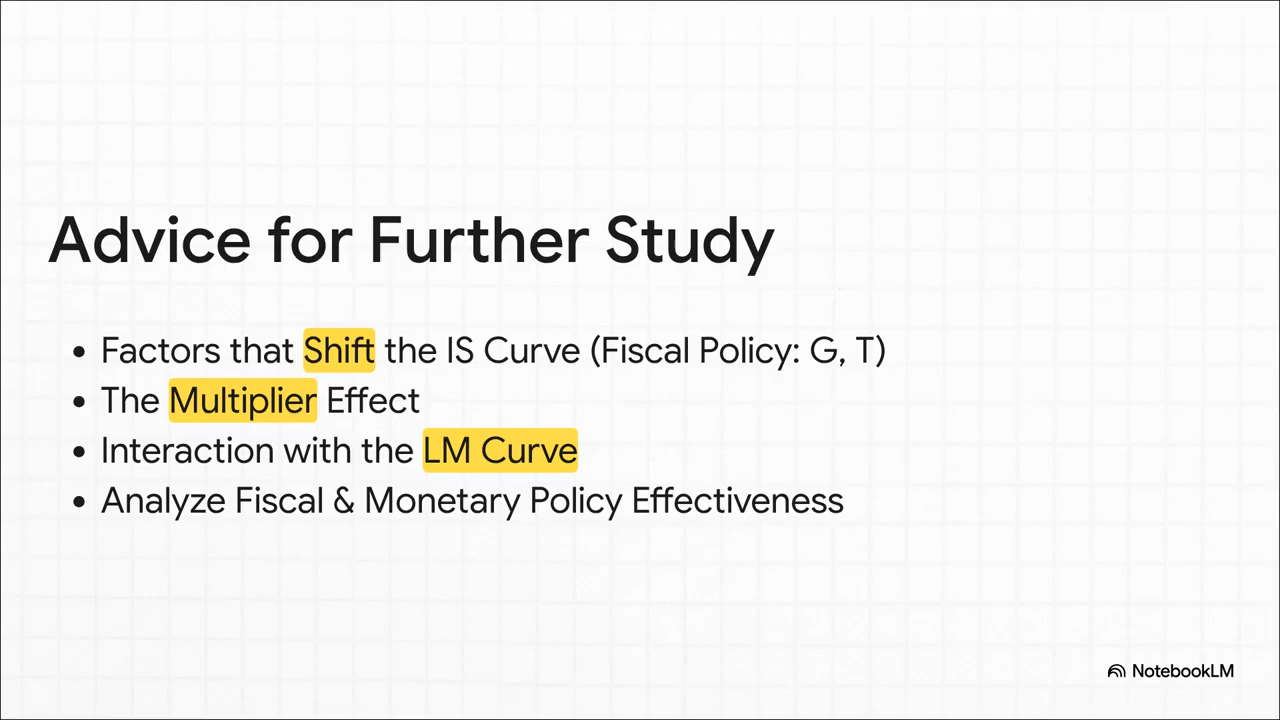 Advice for Further Study
• Factors that Shift the IS Curve (Fiscal Policy: G, T)
• The Multiplier Effect
• Interaction with the LM Curve
• Analyze Fiscal & Monetary Policy Effectiveness
NotebookLM